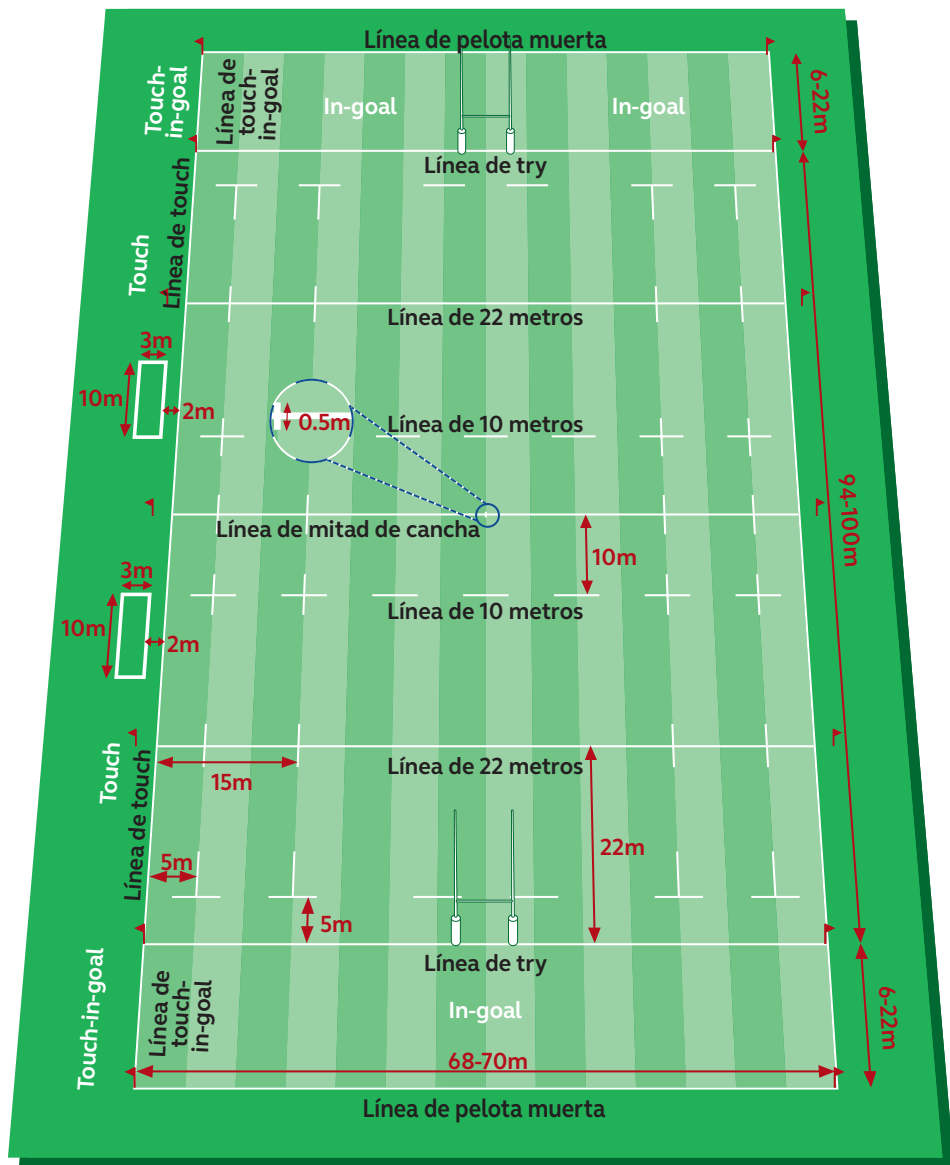 Línea de pelota muerta
Touch-
in-goal
Línea de
touch-
in-goal
In-goal
In-goal
6-22m
Línea de try
Línea de touch
Touch
Línea de 22 metros
3m
10m
2m
0.5m
Línea de 10 metros
94-100m
Línea de mitad de cancha
10m
3m
10m
2m
Línea de 10 metros
Touch
Línea de touch
15m
Línea de 22 metros
22m
5m
5m
Línea de try
Touch-in-goal
Línea de
touch-
in-goal
In-goal
6-22m
68-70m
Línea de pelota muerta